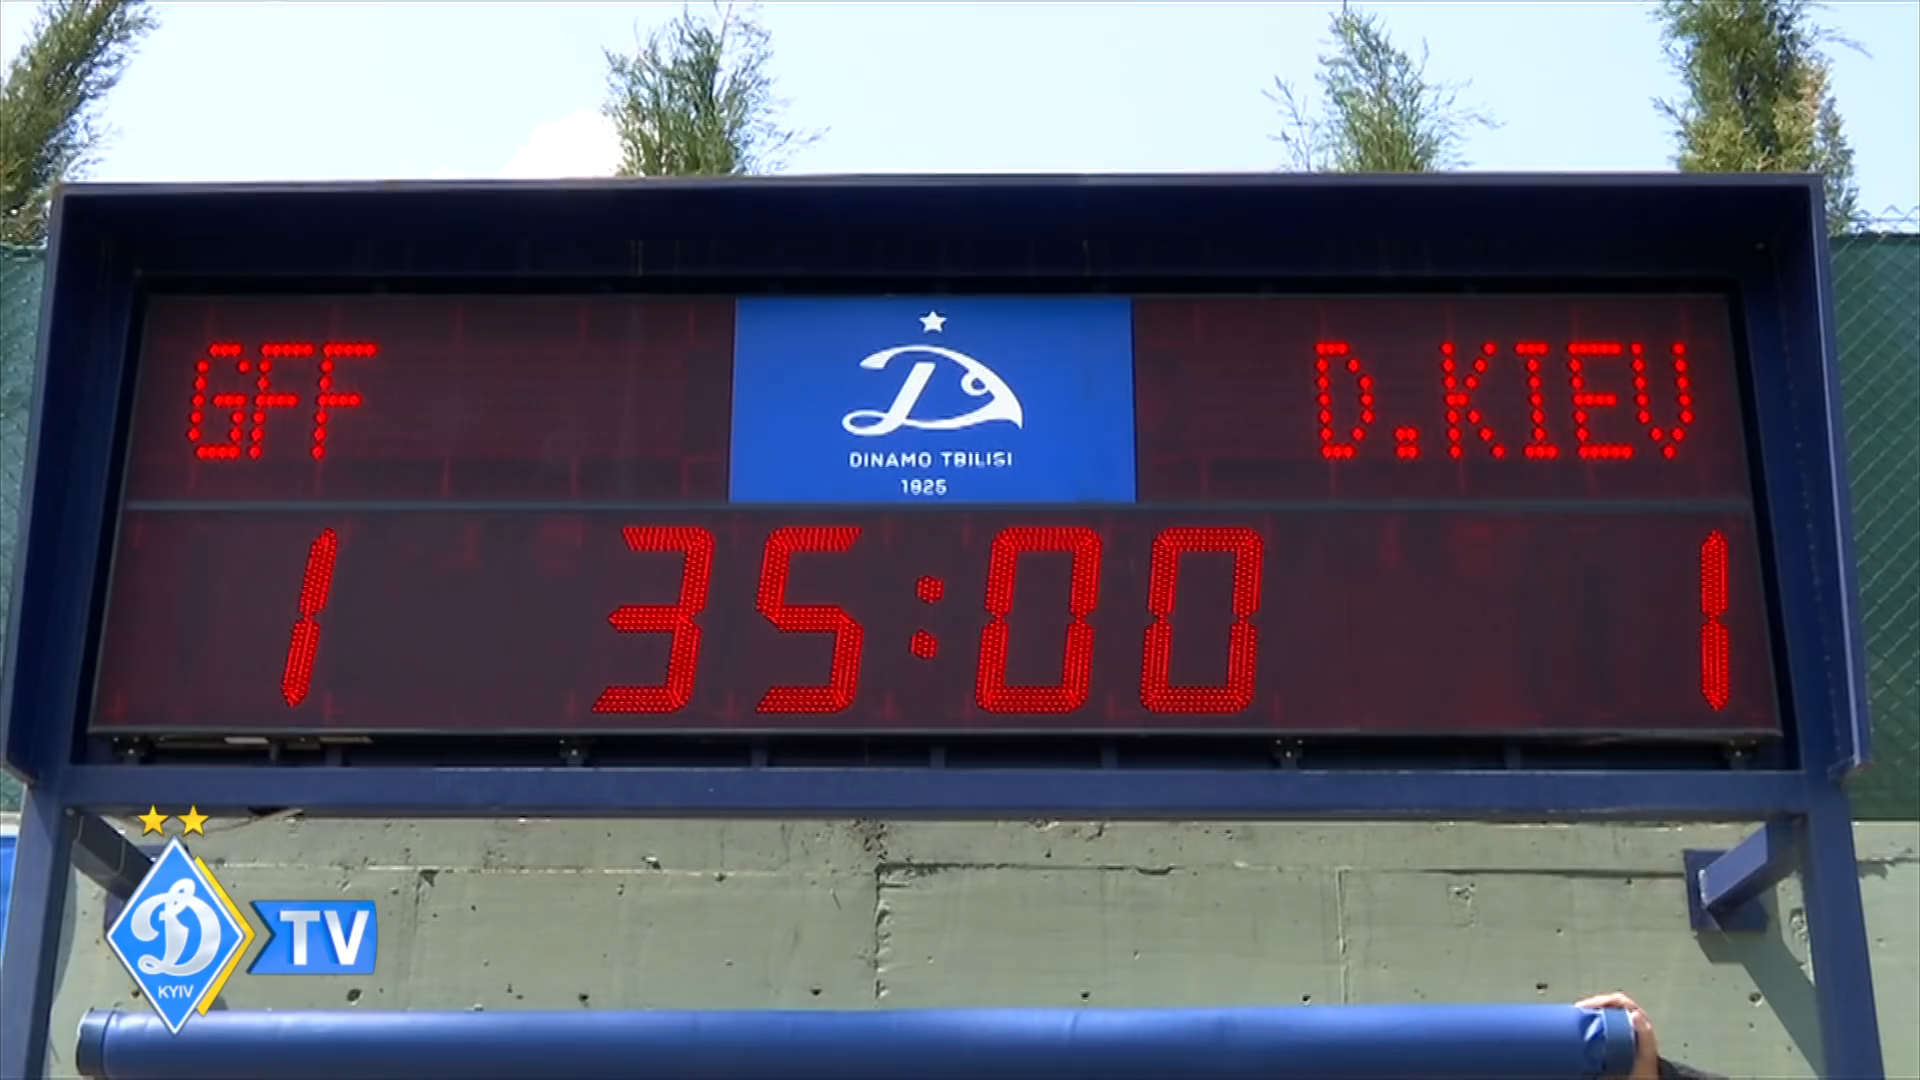 GFF
D.KIEV
DINAMO TBILISI
1925
1 35:00 1
KYIV
TV